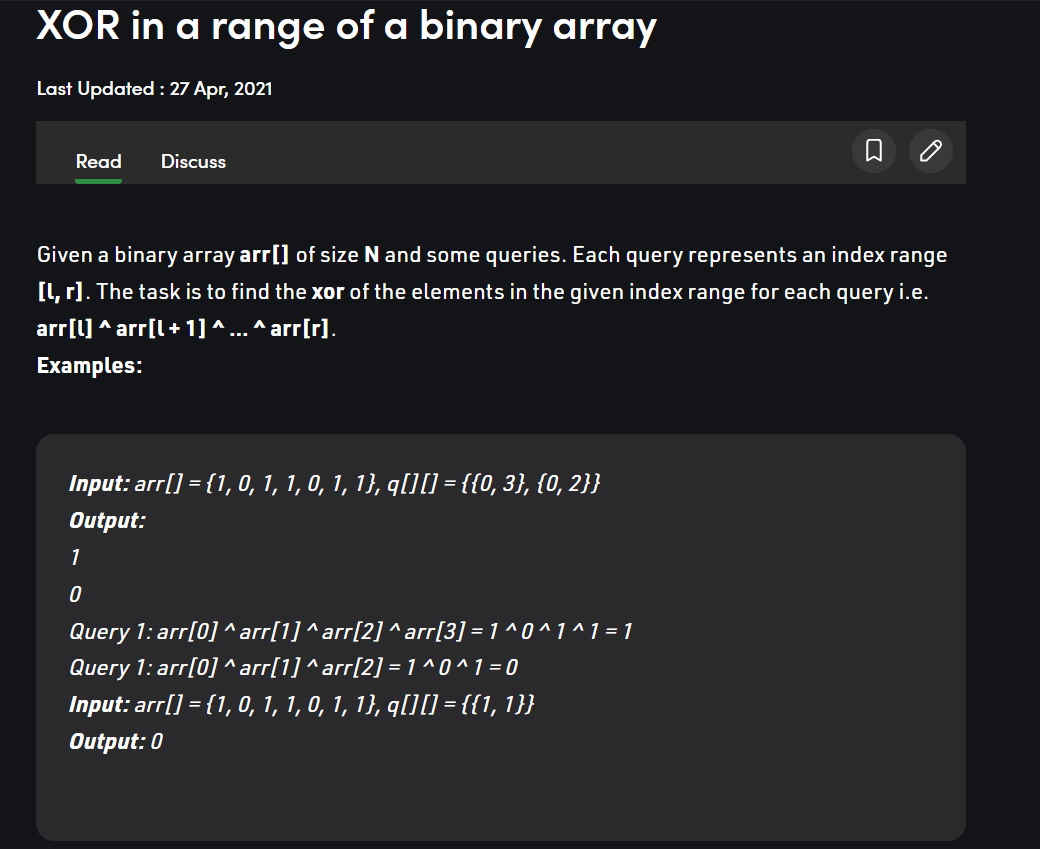 XOR in a range of a binary array
Last Updated : 27 Apr, 2021
Read Discuss
Given a binary array arr[] of size N and some queries. Each query represents an index range
[l, r]. The task is to find the xor of the elements in the given index range for each query i.e.
arr[l] ^ arr[l + 1] ^ ... ^ arr[r].
Examples:
Input: arr[] = {1, 0, 1, 1, 0, 1, 1}, q[][] = {{0, 3}, {0, 2}}
Output:
1
0
Query 1: arr[0] ^ arr[1] ^ arr[2] ^ arr[3] = 1 ^ 0 ^ 1 ^ 1 = 1
Query 1: arr[0] ^ arr[1] ^ arr[2] = 1 ^ 0 ^ 1 = 0
Input: arr[] = {1, 0, 1, 1, 0, 1, 1}, q[][] = {{1, 1}}
Output: 0